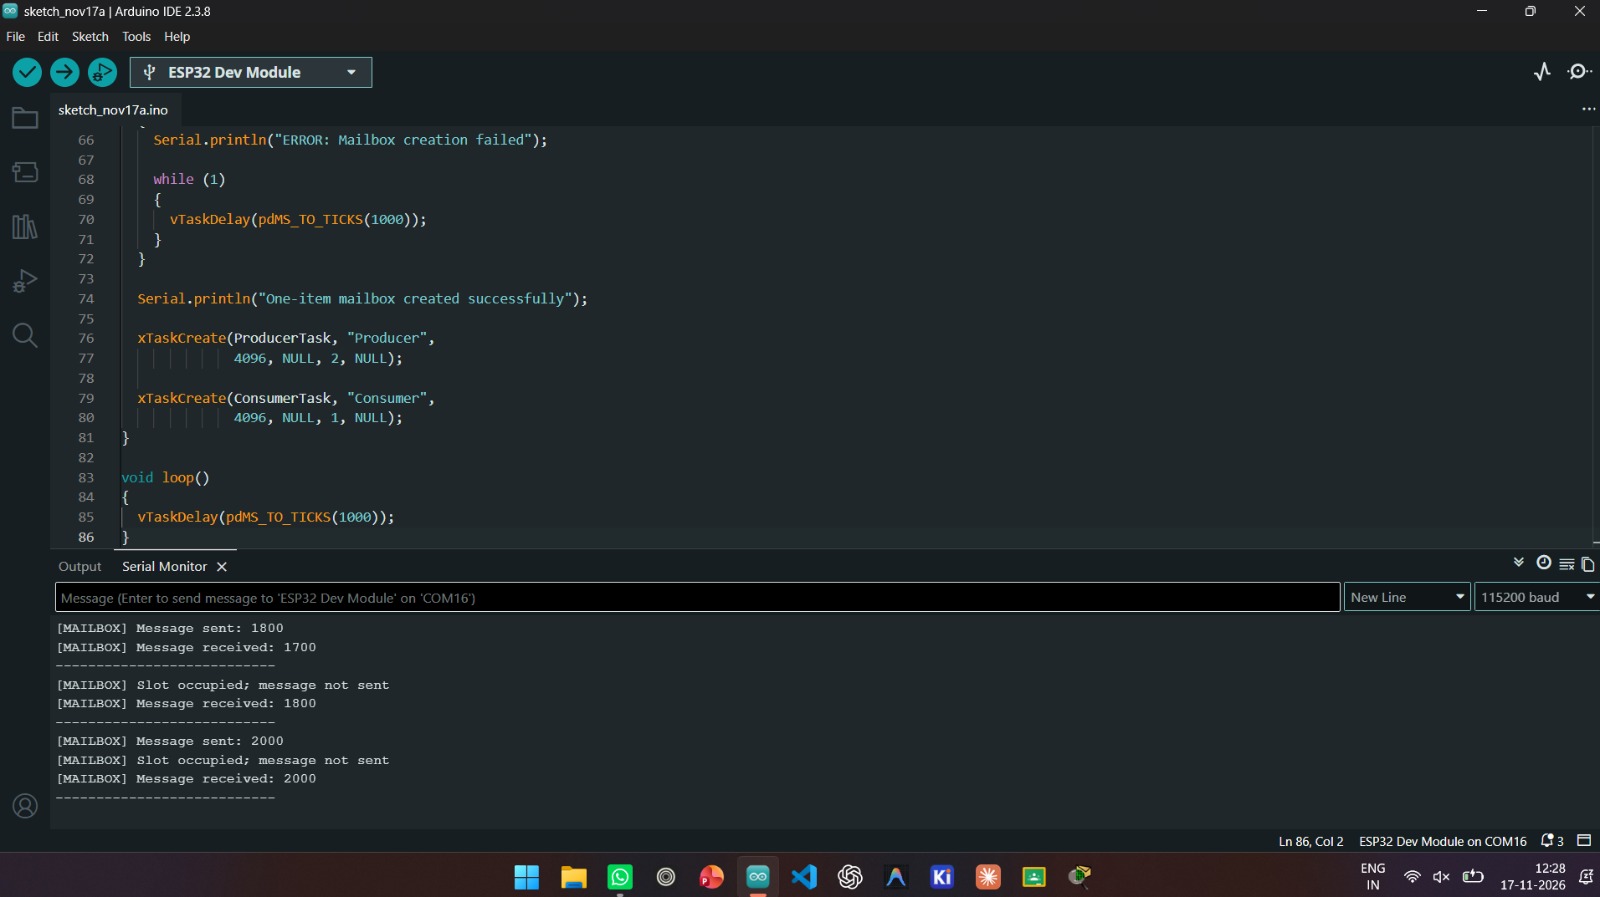 sketch_nov17a | Arduino IDE 2.3.8
File Edit Sketch Tools Help
ESP32 Dev Module
sketch_nov17a.ino
66 Serial.println("ERROR: Mailbox creation failed");
67
68 while (1)
69 {
70 vTaskDelay(pdMS_TO_TICKS(1000));
71 }
72 }
73
74 Serial.println("One-item mailbox created successfully");
75
76 xTaskCreate(ProducerTask, "Producer",
77 4096, NULL, 2, NULL);
78
79 xTaskCreate(ConsumerTask, "Consumer",
80 4096, NULL, 1, NULL);
81 }
82
83 void loop()
84 {
85 vTaskDelay(pdMS_TO_TICKS(1000));
86 }
Output Serial Monitor
Message (Enter to send message to 'ESP32 Dev Module' on 'COM16') New Line 115200 baud
[MAILBOX] Message sent: 1800
[MAILBOX] Message received: 1700
---------------------------
[MAILBOX] Slot occupied; message not sent
[MAILBOX] Message received: 1800
---------------------------
[MAILBOX] Message sent: 2000
[MAILBOX] Slot occupied; message not sent
[MAILBOX] Message received: 2000
---------------------------
Ln 86, Col 2 ESP32 Dev Module on COM16 3
Ki
ENG
IN
12:28
17-11-2026